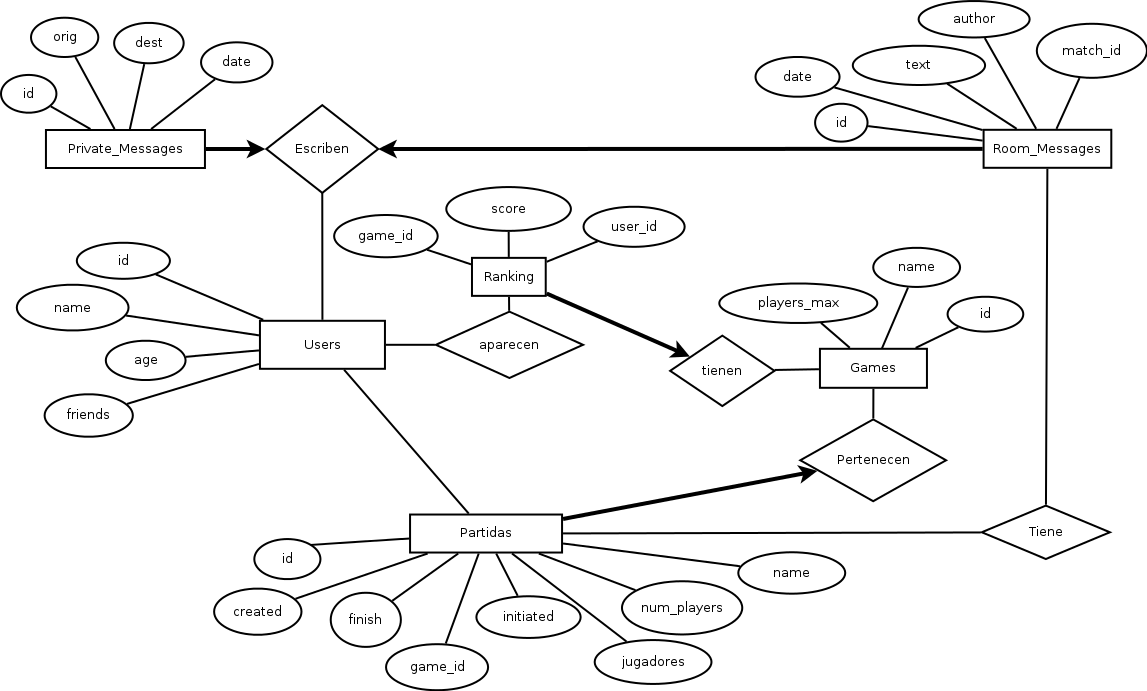 author
orig
dest
match_id
date
text
date
id
id
Private_Messages
Escriben
Room_Messages
score
user_id
game_id
id
name
Ranking
players_max
name
id
Users
aparecen
age
tienen
Games
friends
Pertenecen
Partidas
Tiene
id
name
created
num_players
initiated
finish
jugadores
game_id